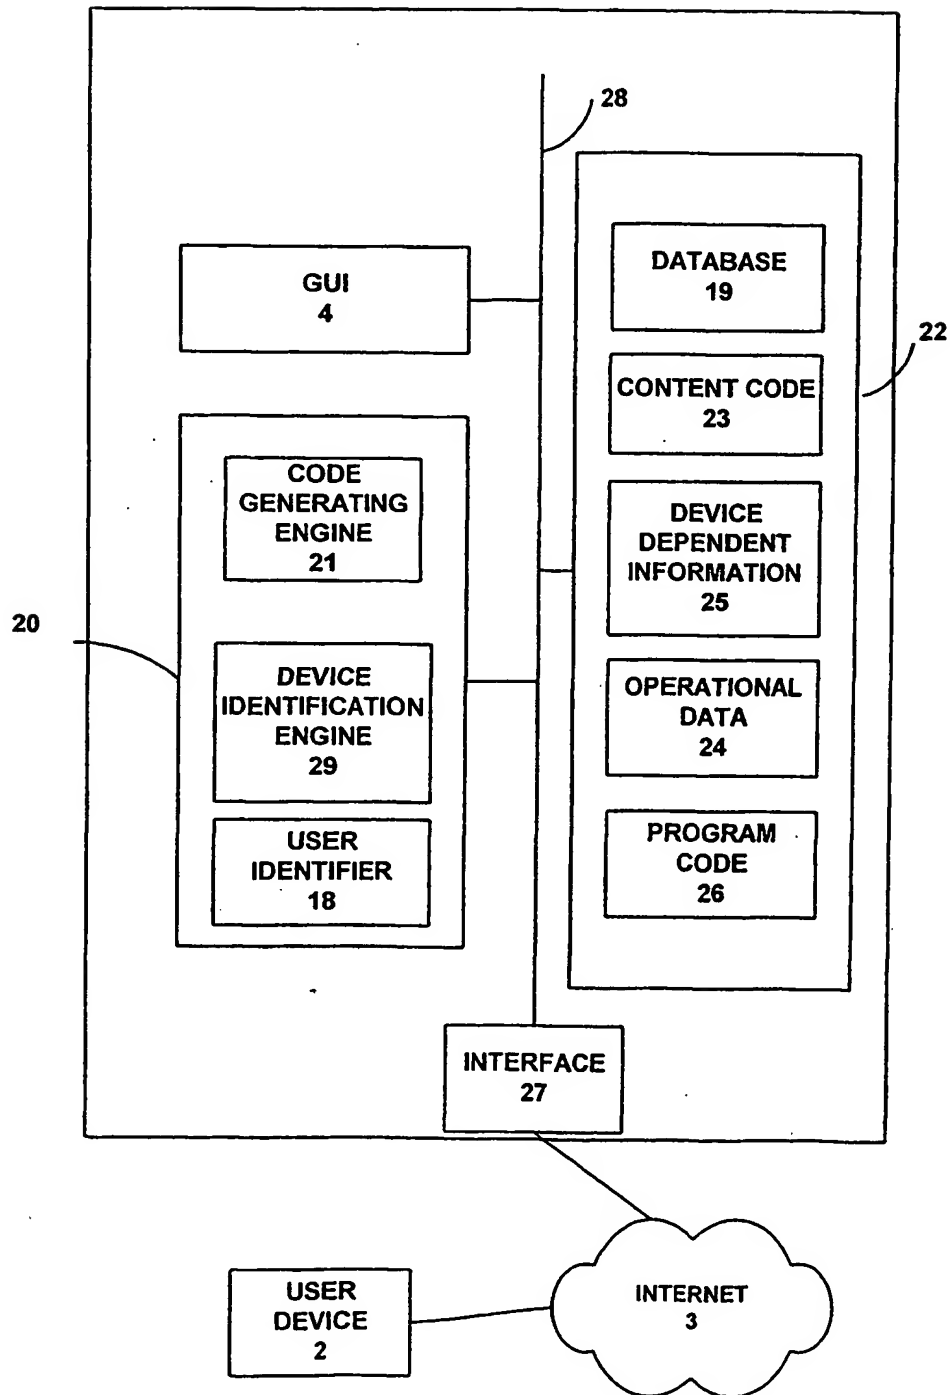 28
GUI
4
DATABASE
19
22
CONTENT CODE
23
CODE
GENERATING
ENGINE
21
DEVICE
DEPENDENT
INFORMATION
25
20
DEVICE
IDENTIFICATION
ENGINE
29
OPERATIONAL
DATA
24
USER
IDENTIFIER
18
PROGRAM
CODE
26
INTERFACE
27
USER
DEVICE
2
INTERNET
3